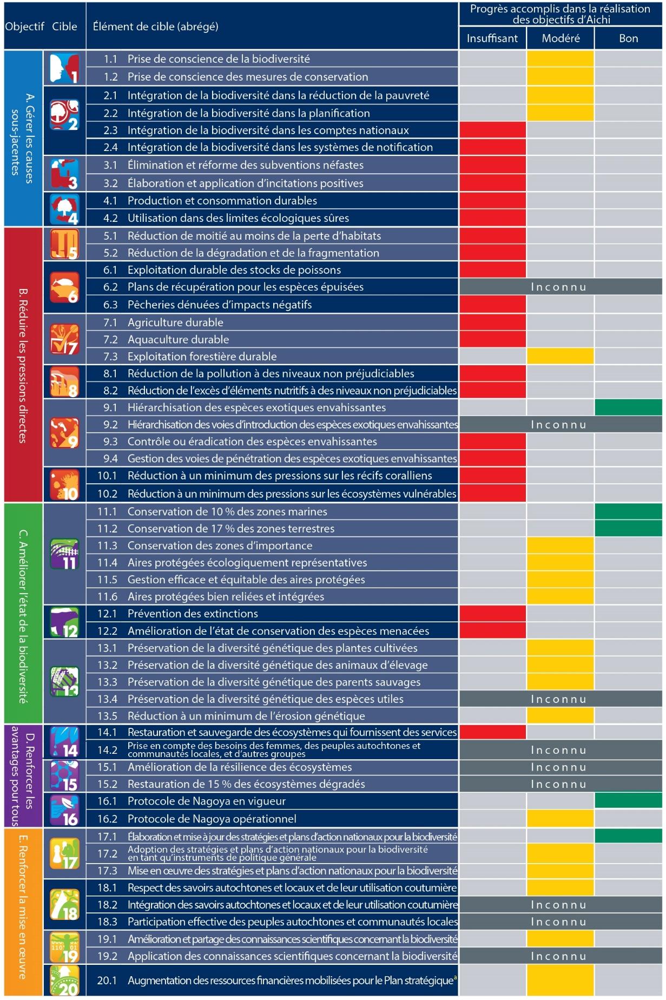 Objectif Cible Élément de cible (abrégé)
Progrès accomplis dans la réalisation
des objectifs d'Aichi
Insuffisant Modéré Bon
A. Gérer les causes
sous-jacentes
1
1.1 Prise de conscience de la biodiversité
1.2 Prise de conscience des mesures de conservation
2
2.1 Intégration de la biodiversité dans la réduction de la pauvreté
2.2 Intégration de la biodiversité dans la planification
2.3 Intégration de la biodiversité dans les comptes nationaux
2.4 Intégration de la biodiversité dans les systèmes de notification
3
3.1 Élimination et réforme des subventions néfastes
3.2 Élaboration et application d'incitations positives
4
4.1 Production et consommation durables
4.2 Utilisation dans des limites écologiques sûres
B. Réduire les pressions directes
5
5.1 Réduction de moitié au moins de la perte d'habitats
5.2 Réduction de la dégradation et de la fragmentation
6
6.1 Exploitation durable des stocks de poissons
6.2 Plans de récupération pour les espèces épuisées Inconnu
6.3 Pêcheries dénuées d'impacts négatifs
7
7.1 Agriculture durable
7.2 Aquaculture durable
7.3 Exploitation forestière durable
8
8.1 Réduction de la pollution à des niveaux non préjudiciables
8.2 Réduction de l'excès d'éléments nutritifs à des niveaux non préjudiciables
9
9.1 Hiérarchisation des espèces exotiques envahissantes
9.2 Hiérarchisation des voies d'introduction des espèces exotiques envahissantes Inconnu
9.3 Contrôle ou éradication des espèces envahissantes
9.4 Gestion des voies de pénétration des espèces exotiques envahissantes
10
10.1 Réduction à un minimum des pressions sur les récifs coralliens
10.2 Réduction à un minimum des pressions sur les écosystèmes vulnérables
C. Améliorer l'état de la biodiversité
11
11.1 Conservation de 10 % des zones marines
11.2 Conservation de 17 % des zones terrestres
11.3 Conservation des zones d'importance
11.4 Aires protégées écologiquement représentatives
11.5 Gestion efficace et équitable des aires protégées
11.6 Aires protégées bien reliées et intégrées
12
12.1 Prévention des extinctions
12.2 Amélioration de l'état de conservation des espèces menacées
13
13.1 Préservation de la diversité génétique des plantes cultivées
13.2 Préservation de la diversité génétique des animaux d'élevage
13.3 Préservation de la diversité génétique des parents sauvages
13.4 Préservation de la diversité génétique des espèces utiles Inconnu
13.5 Réduction à un minimum de l'érosion génétique
D. Renforcer les
avantages pour tous
14
14.1 Restauration et sauvegarde des écosystèmes qui fournissent des services
14.2 Prise en compte des besoins des femmes, des peuples autochtones et
communautés locales, et d'autres groupes Inconnu
15
15.1 Amélioration de la résilience des écosystèmes Inconnu
15.2 Restauration de 15 % des écosystèmes dégradés Inconnu
16
16.1 Protocole de Nagoya en vigueur
16.2 Protocole de Nagoya opérationnel
E. Renforcer la mise en œuvre
17
17.1 Élaboration et mise à jour des stratégies et plans d'action nationaux pour la biodiversité
17.2 Adoption des stratégies et plans d'action nationaux pour la biodiversité
en tant qu'instruments de politique générale
17.3 Mise en œuvre des stratégies et plans d'action nationaux pour la biodiversité
18
18.1 Respect des savoirs autochtones et locaux et de leur utilisation coutumière
18.2 Intégration des savoirs autochtones et locaux et de leur utilisation coutumière Inconnu
18.3 Participation effective des peuples autochtones et communautés locales Inconnu
19
19.1 Amélioration et partage des connaissances scientifiques concernant la biodiversité
19.2 Application des connaissances scientifiques concernant la biodiversité Inconnu
20
20.1 Augmentation des ressources financières mobilisées pour le Plan stratégique a